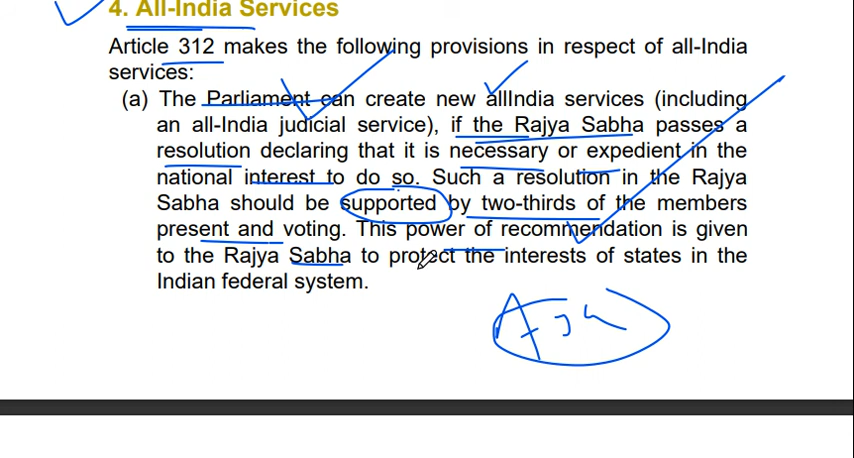 4. All-India Services
Article 312 makes the following provisions in respect of all-India
services:
(a) The Parliament can create new allIndia services (including
an all-India judicial service), if the Rajya Sabha passes a
resolution declaring that it is necessary or expedient in the
national interest to do so. Such a resolution in the Rajya
Sabha should be supported by two-thirds of the members
present and voting. This power of recommendation is given
to the Rajya Sabha to protect the interests of states in the
Indian federal system.